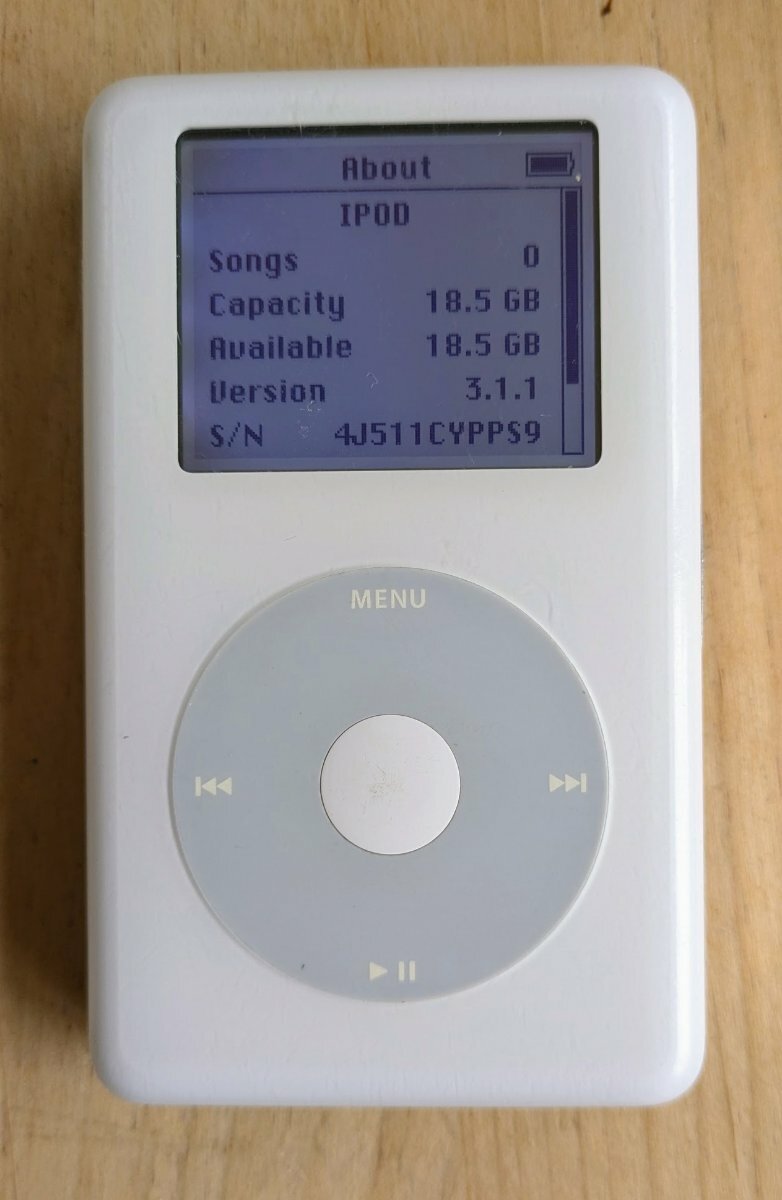 About
IPOD
Songs 0
Capacity 18.5 GB
Available 18.5 GB
Version 3.1.1
S/N 4J511CYPPS9
MENU